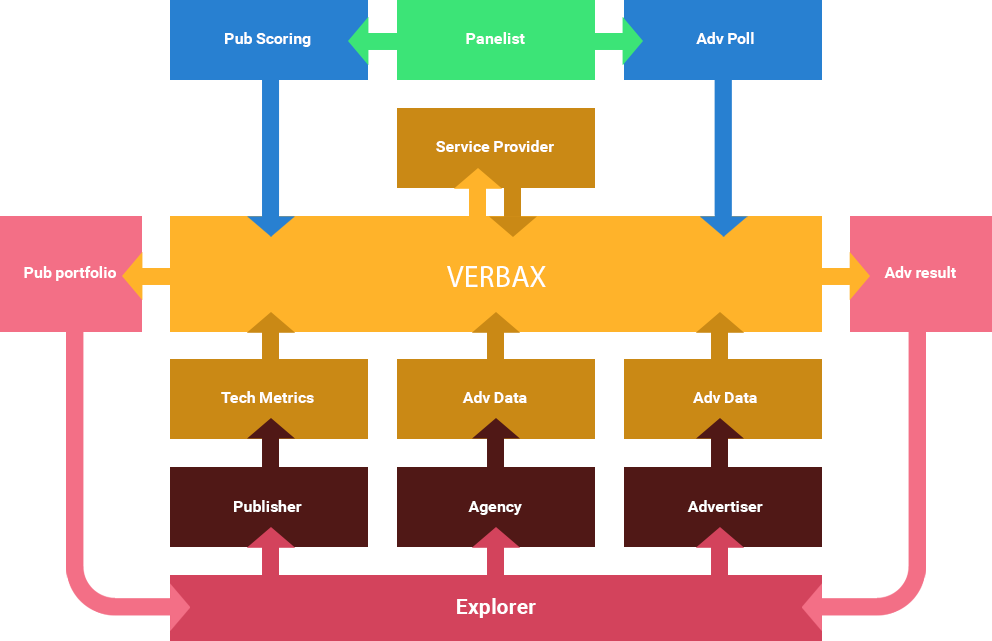 Pub Scoring
Panelist
Adv Poll
Service Provider
Pub portfolio
VERBAX
Adv result
Tech Metrics
Adv Data
Adv Data
Publisher
Agency
Advertiser
Explorer